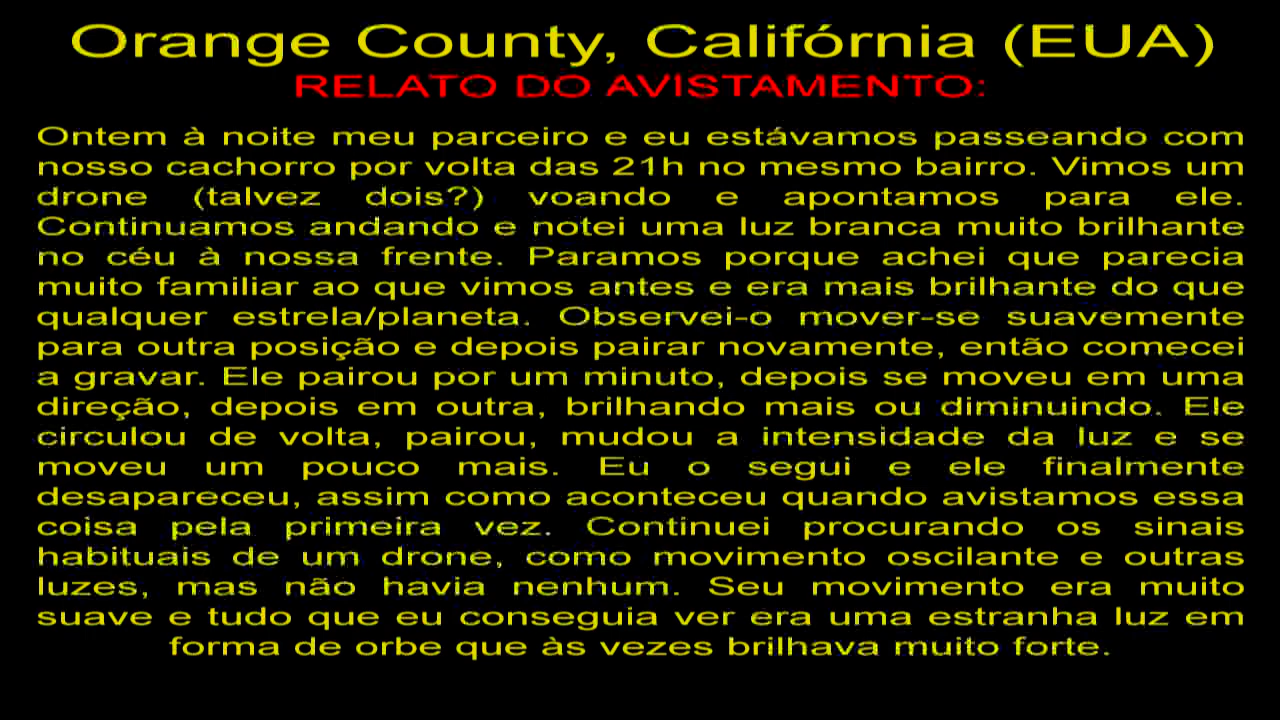 Orange County, Califórnia (EUA)
RELATO DO AVISTAMENTO:
Ontem à noite meu parceiro e eu estávamos passeando com
nosso cachorro por volta das 21h no mesmo bairro. Vimos um
drone (talvez dois?) voando e apontamos para ele.
Continuamos andando e notei uma luz branca muito brilhante
no céu à nossa frente. Paramos porque achei que parecia
muito familiar ao que vimos antes e era mais brilhante do que
qualquer estrela/planeta. Observei-o mover-se suavemente
para outra posição e depois pairar novamente, então comecei
a gravar. Ele pairou por um minuto, depois se moveu em uma
direção, depois em outra, brilhando mais ou diminuindo. Ele
circulou de volta, pairou, mudou a intensidade da luz e se
moveu um pouco mais. Eu o segui e ele finalmente
desapareceu, assim como aconteceu quando avistamos essa
coisa pela primeira vez. Continuei procurando os sinais
habituais de um drone, como movimento oscilante e outras
luzes, mas não havia nenhum. Seu movimento era muito
suave e tudo que eu conseguia ver era uma estranha luz em
forma de orbe que às vezes brilhava muito forte.